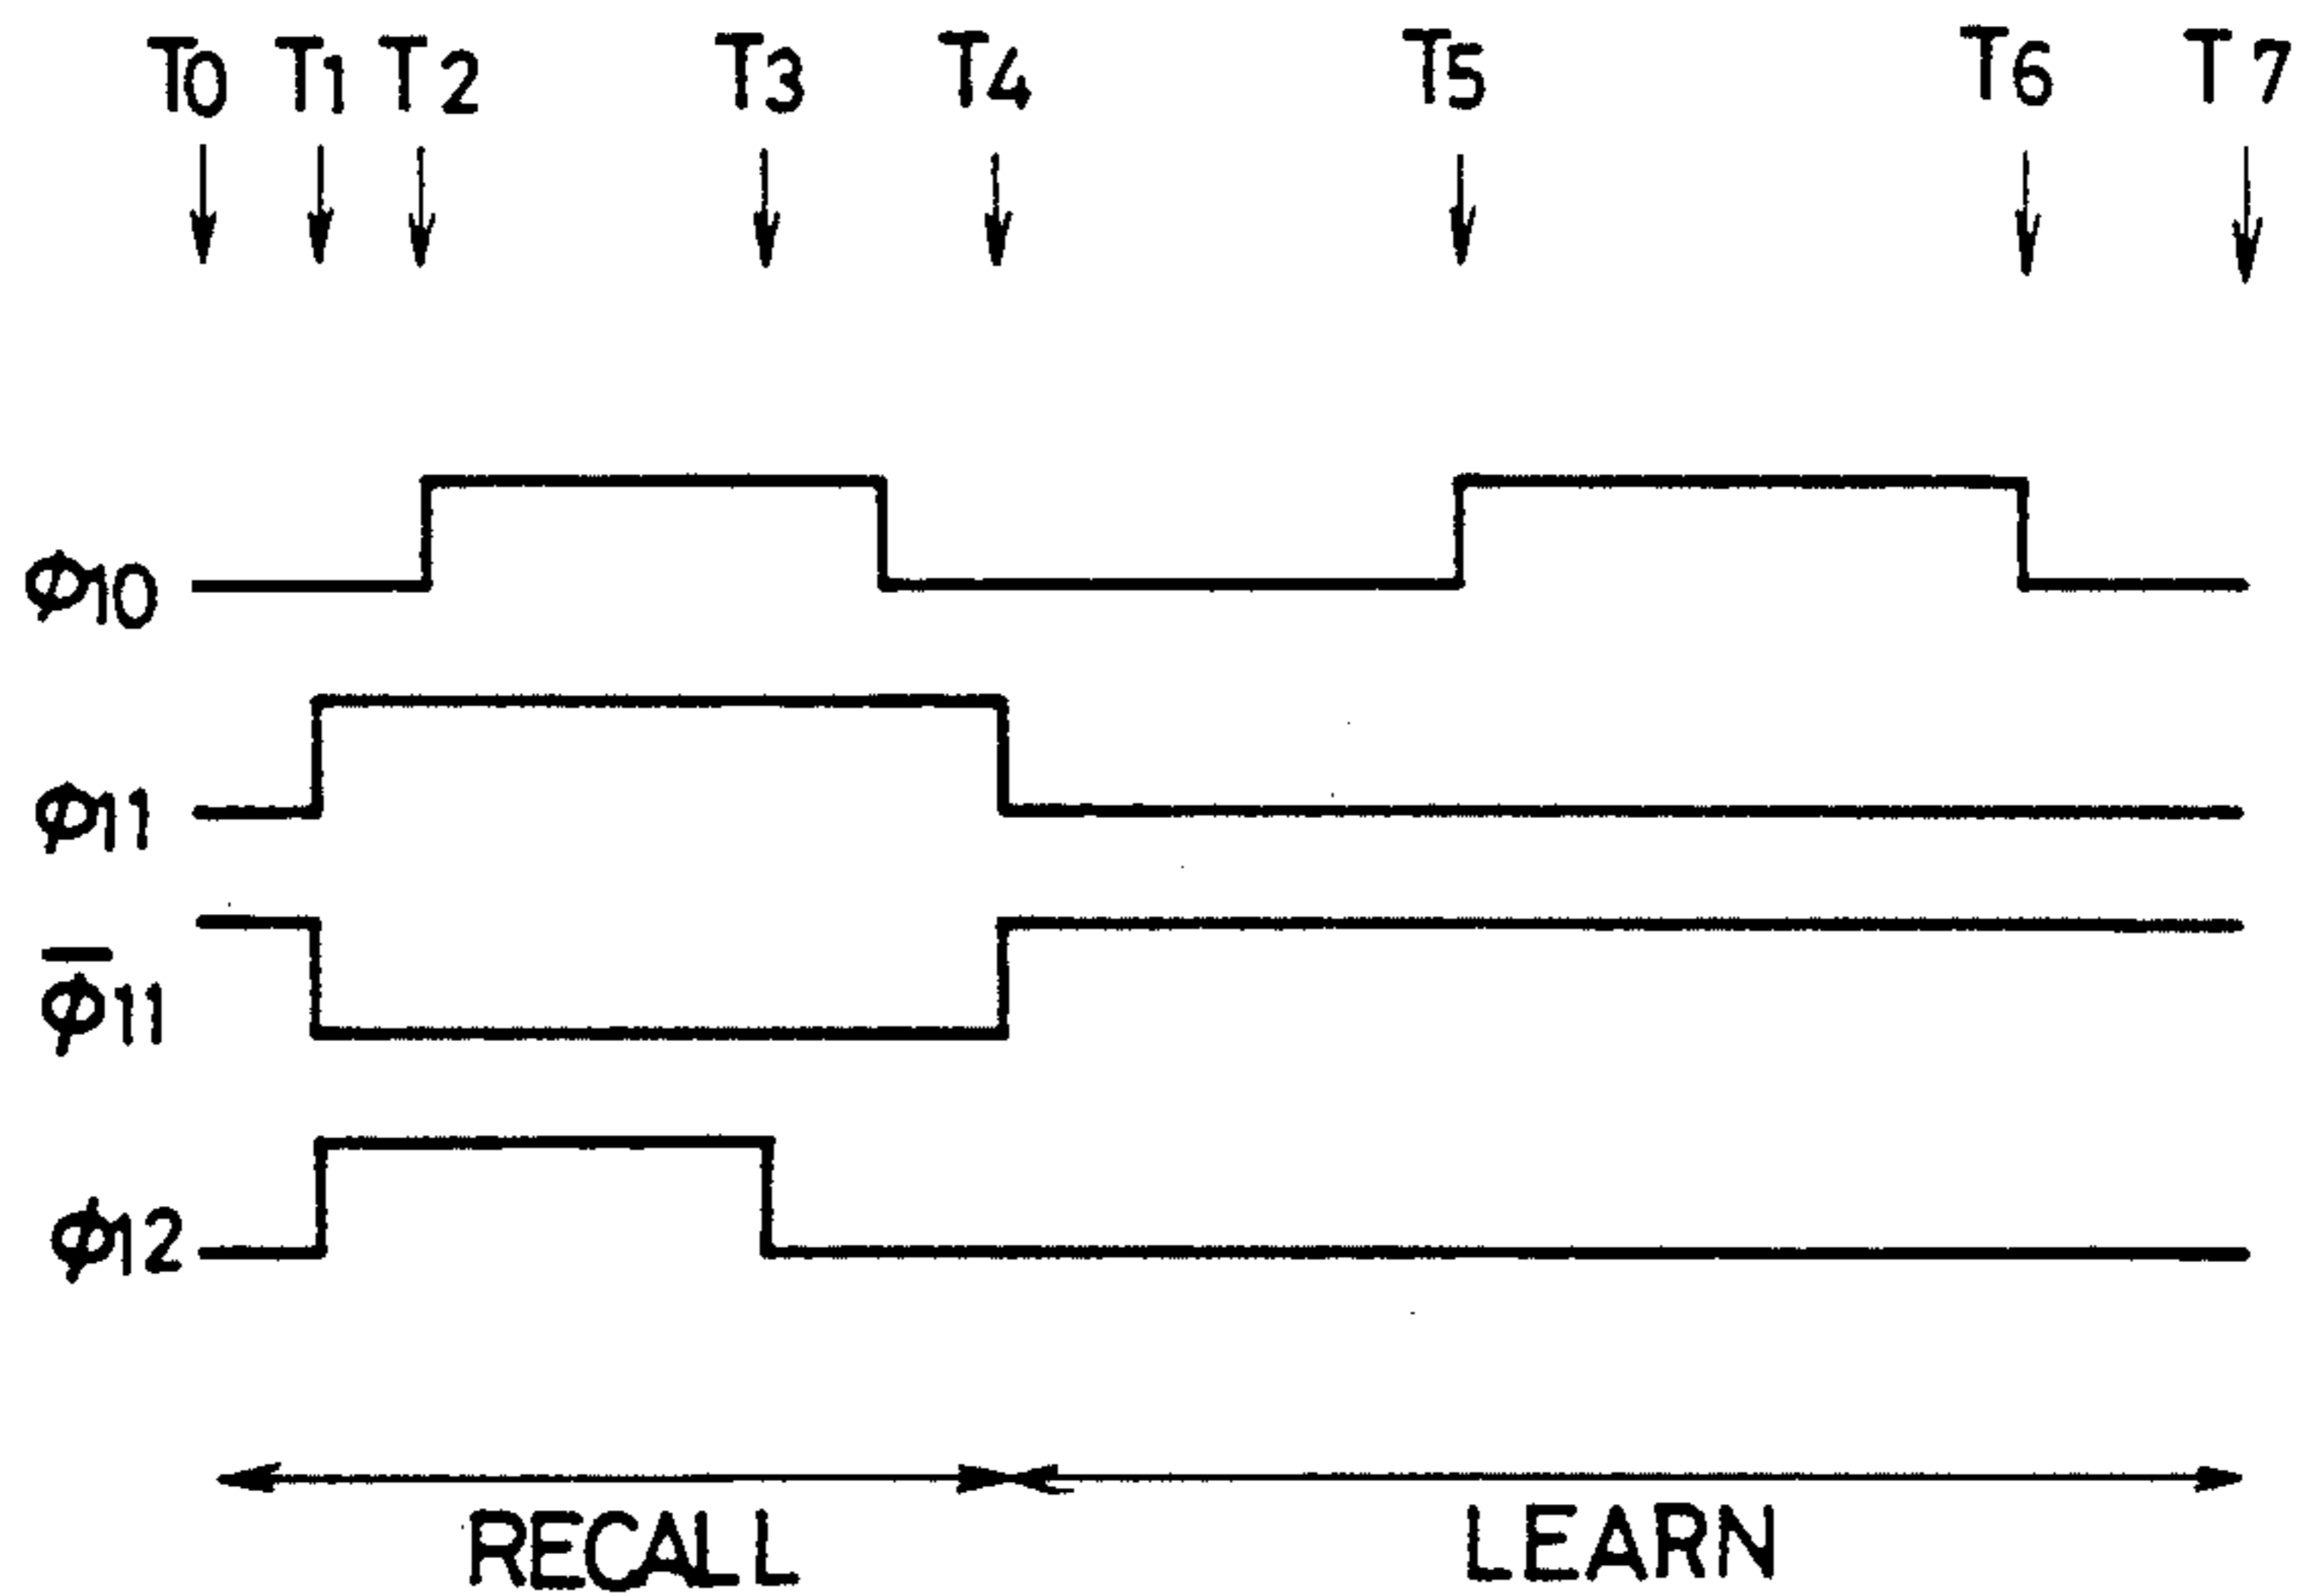 T0 T1 T2 T3 T4 T5 T6 T7
φ10
φ11
φ̅11
φ12
RECALL LEARN